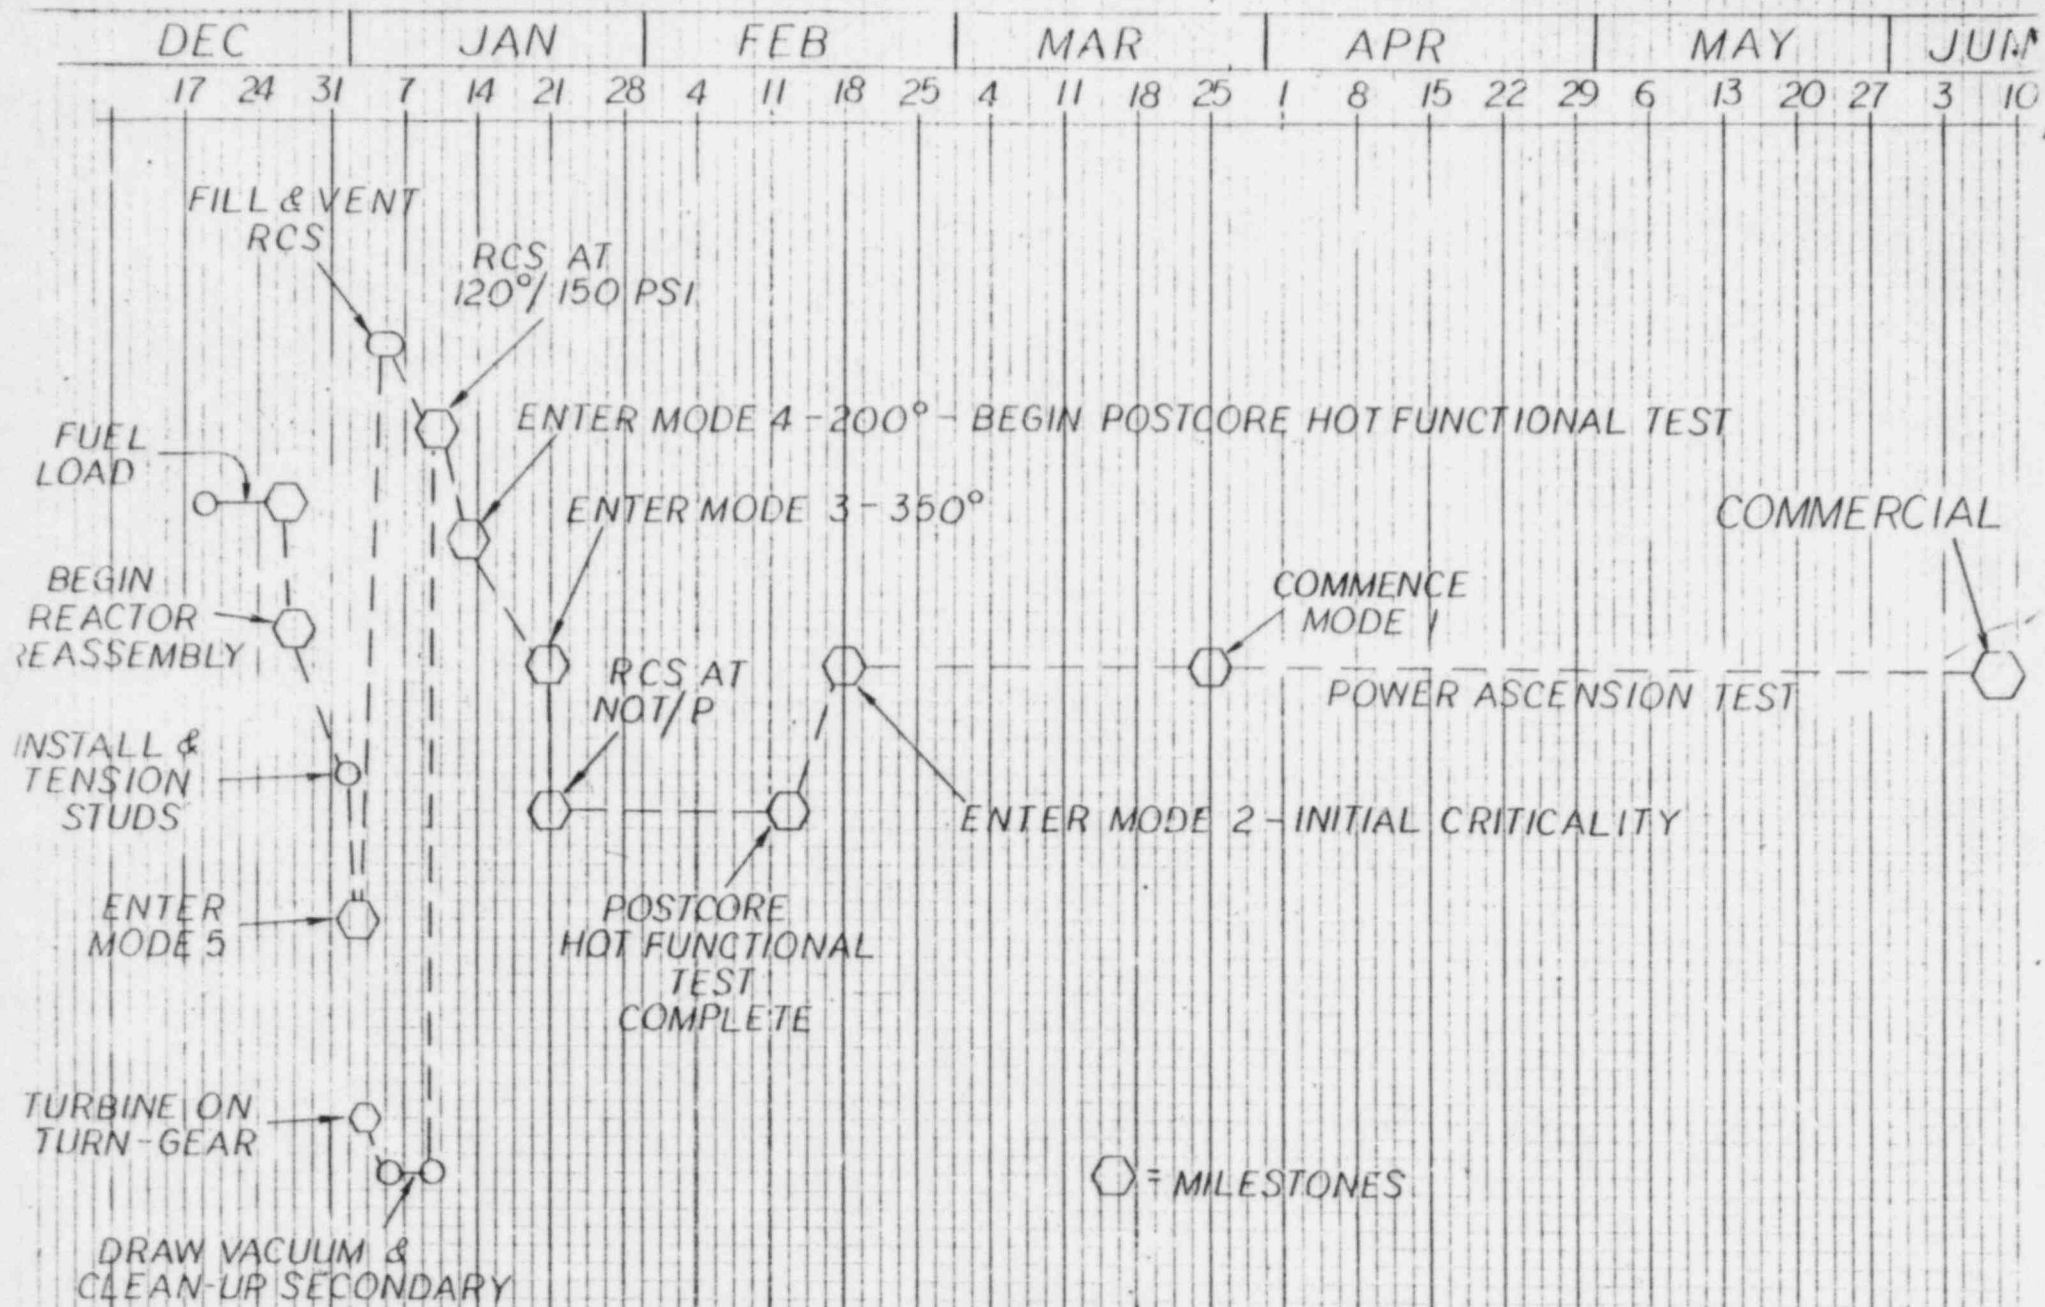 DEC JAN FEB MAR APR MAY JUN
17 24 31 7 14 21 28 4 11 18 25 4 11 18 25 1 8 15 22 29 6 13 20 27 3 10
FILL & VENT
RCS
RCS AT
120°/150 PSI
ENTER MODE 4-200° - BEGIN POSTCORE HOT FUNCTIONAL TEST
FUEL
LOAD
ENTER MODE 3-350°
COMMERCIAL
BEGIN
REACTOR
REASSEMBLY
COMMENCE
MODE 1
RCS AT
NOT/P
POWER ASCENSION TEST
INSTALL &
TENSION
STUDS
ENTER MODE 2-INITIAL CRITICALITY
ENTER
MODE 5
POSTCORE
HOT FUNCTIONAL
TEST
COMPLETE
TURBINE ON
TURN-GEAR
= MILESTONES
DRAW VACUUM &
CLEAN-UP SECONDARY